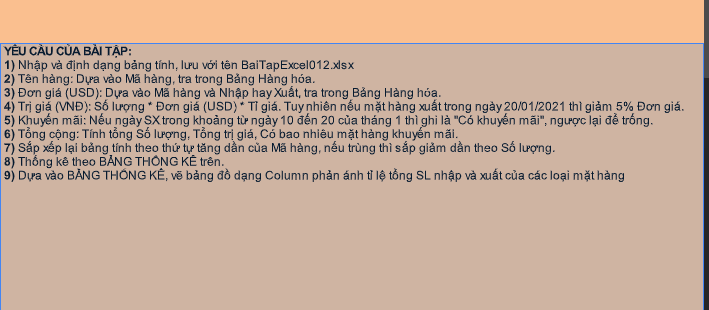 YÊU CẦU CỦA BÀI TẬP:
1) Nhập và định dạng bảng tính, lưu với tên BaiTapExcel012.xlsx
2) Tên hàng: Dựa vào Mã hàng, tra trong Bảng Hàng hóa.
3) Đơn giá (USD): Dựa vào Mã hàng và Nhập hay Xuất, tra trong Bảng Hàng hóa.
4) Trị giá (VNĐ): Số lượng * Đơn giá (USD) * Tỉ giá. Tuy nhiên nếu mặt hàng xuất trong ngày 20/01/2021 thì giảm 5% Đơn giá.
5) Khuyến mãi: Nếu ngày SX trong khoảng từ ngày 10 đến 20 của tháng 1 thì ghi là "Có khuyến mãi", ngược lại để trống.
6) Tổng cộng: Tính tổng Số lượng, Tổng trị giá, Có bao nhiêu mặt hàng khuyến mãi.
7) Sắp xếp lại bảng tính theo thứ tự tăng dần của Mã hàng, nếu trùng thì sắp giảm dần theo Số lượng.
8) Thống kê theo BẢNG THỐNG KÊ trên.
9) Dựa vào BẢNG THỐNG KÊ, vẽ bảng đồ dạng Column phản ánh tỉ lệ tổng SL nhập và xuất của các loại mặt hàng